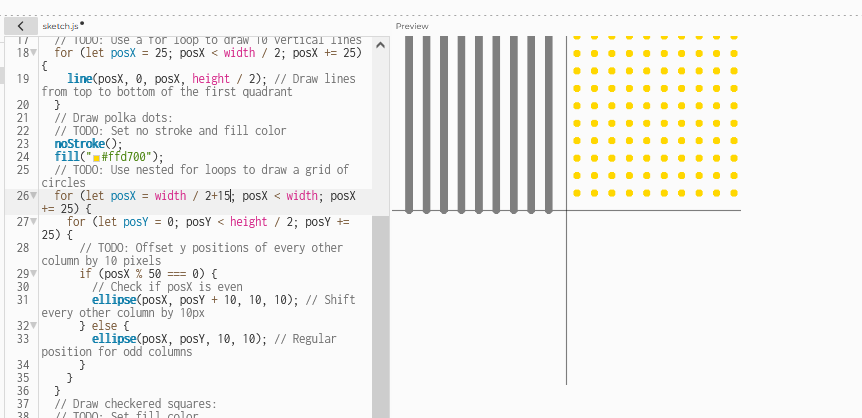 sketch.js
Preview
17 // TODO: Use a for loop to draw 10 vertical lines
18 for (let posX = 25; posX < width / 2; posX += 25)
{
19 line(posX, 0, posX, height / 2); // Draw lines
from top to bottom of the first quadrant
20 }
21 // Draw polka dots:
22 // TODO: Set no stroke and fill color
23 noStroke();
24 fill("#ffd700");
25 // TODO: Use nested for loops to draw a grid of
circles
26 for (let posX = width / 2+15; posX < width; posX
+= 25) {
27 for (let posY = 0; posY < height / 2; posY +=
25) {
28 // TODO: Offset y positions of every other
column by 10 pixels
29 if (posX % 50 === 0) {
30 // Check if posX is even
31 ellipse(posX, posY + 10, 10, 10); // Shift
every other column by 10px
32 } else {
33 ellipse(posX, posY, 10, 10); // Regular
position for odd columns
34 }
35 }
36 }
37 // Draw checkered squares:
38 // TODO: Set fill color